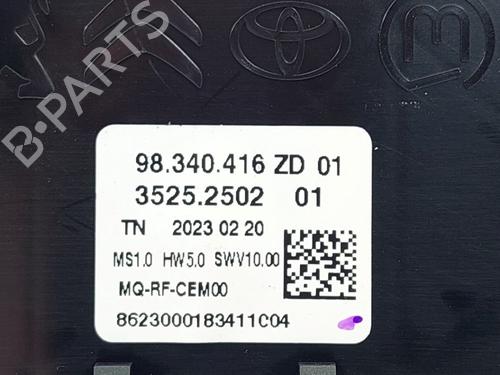 B-PARTS
98.340.416 ZD 01
3525.2502 01
TN 2023 02 20
MS1.0 HW5.0 SWV10.00
MQ-RF-CEM00
8623000183411C04